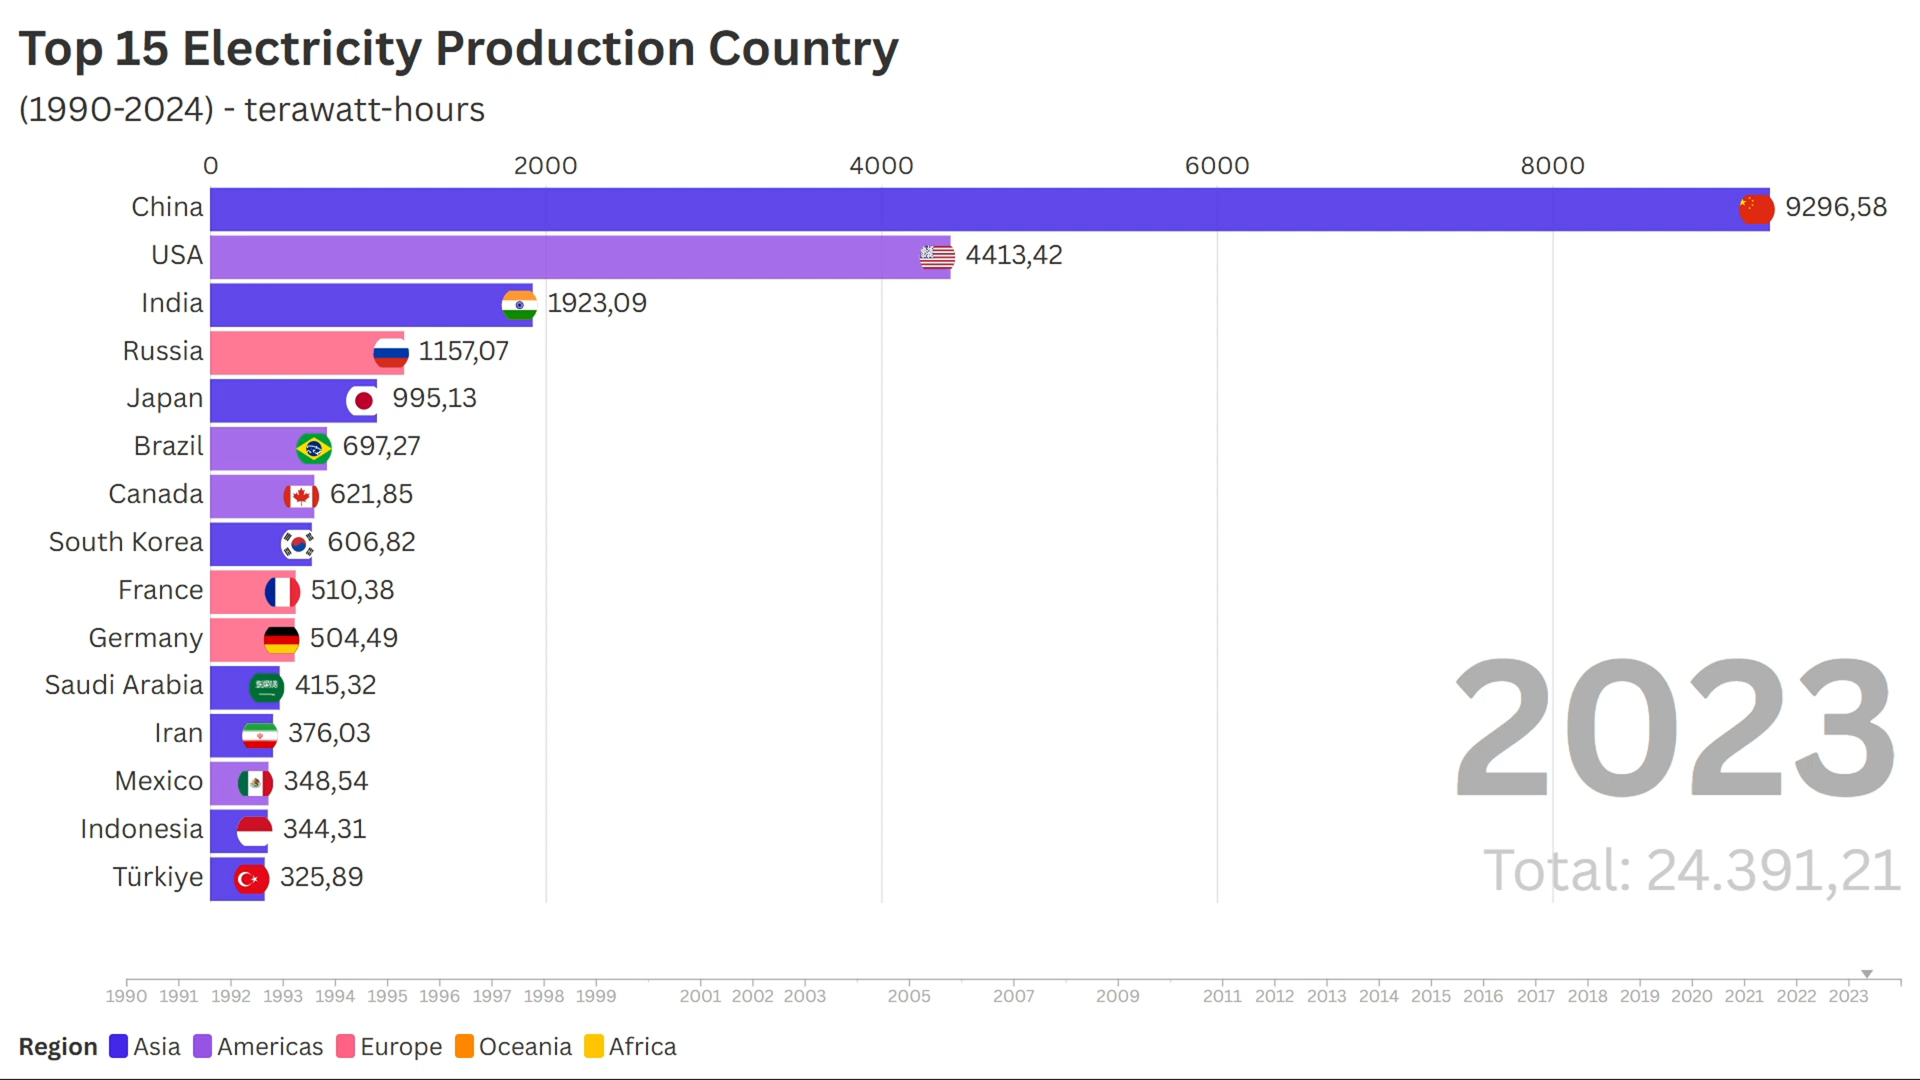 Top 15 Electricity Production Country
(1990-2024) - terawatt-hours
0 2000 4000 6000 8000
China 9296,58
USA 4413,42
India 1923,09
Russia 1157,07
Japan 995,13
Brazil 697,27
Canada 621,85
South Korea 606,82
France 510,38
Germany 504,49
Saudi Arabia 415,32
Iran 376,03
Mexico 348,54
Indonesia 344,31
Türkiye 325,89
2023
Total: 24.391,21
1990 1991 1992 1993 1994 1995 1996 1997 1998 1999 2001 2002 2003 2005 2007 2009 2011 2012 2013 2014 2015 2016 2017 2018 2019 2020 2021 2022 2023
Region Asia Americas Europe Oceania Africa